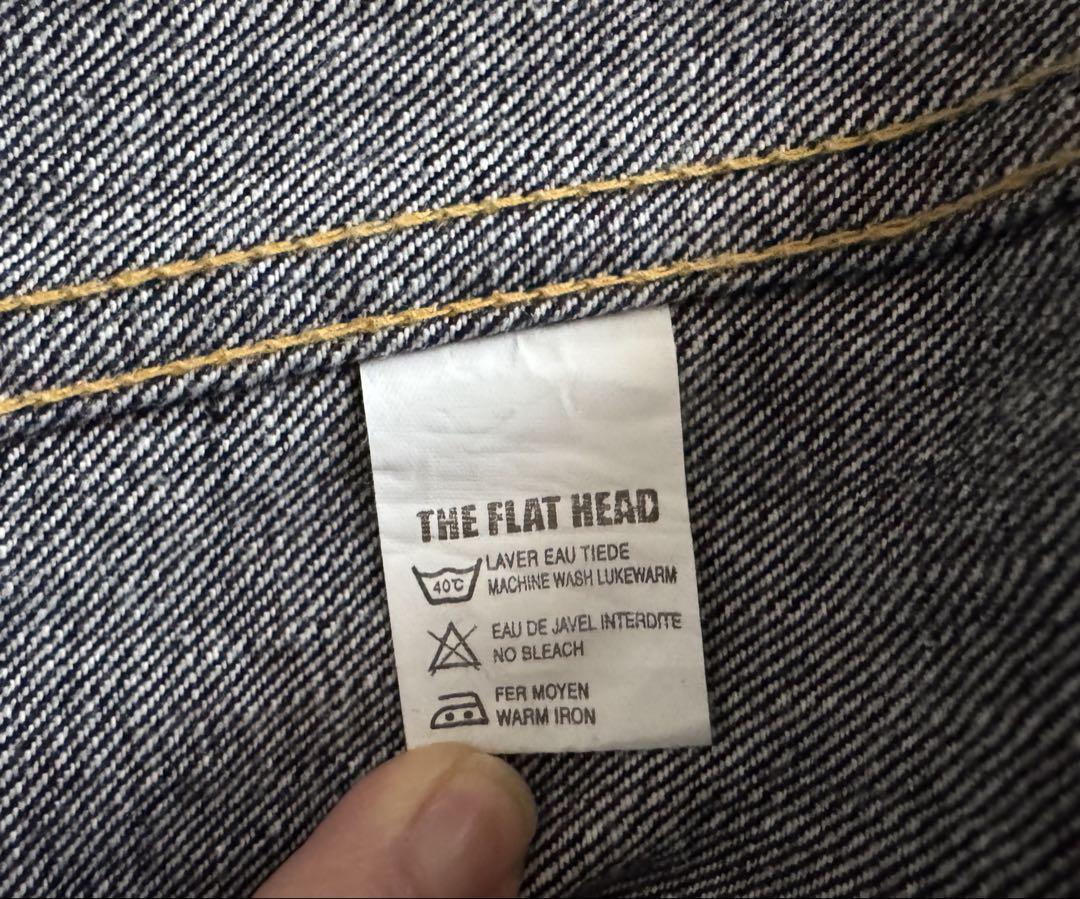 THE FLAT HEAD
LAVER EAU TIEDE
40℃ MACHINE WASH LUKEWARM
EAU DE JAVEL INTERDITE
NO BLEACH
FER MOYEN
WARM IRON